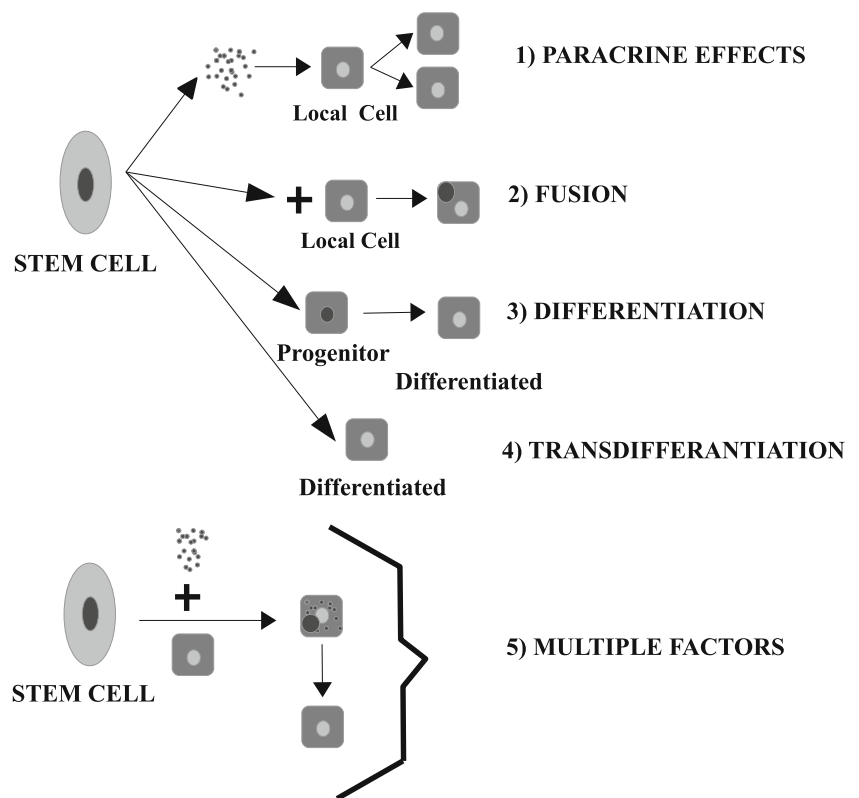 1) PARACRINE EFFECTS
Local Cell
2) FUSION
Local Cell
STEM CELL
3) DIFFERENTIATION
Progenitor
Differentiated
4) TRANSDIFFERANTIATION
Differentiated
5) MULTIPLE FACTORS
STEM CELL